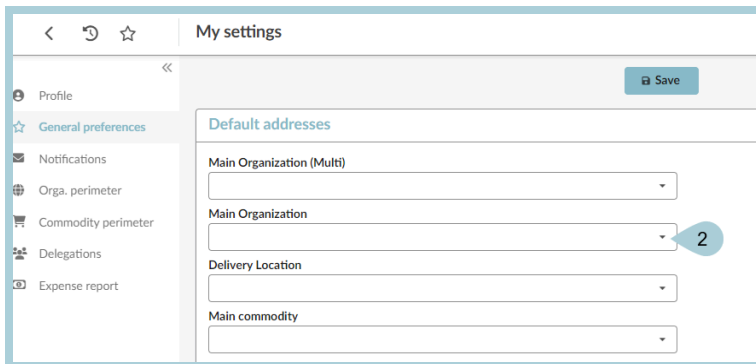 My settings
Save
Profile
General preferences
Notifications
Orga. perimeter
Commodity perimeter
Delegations
Expense report
Default addresses
Main Organization (Multi)
Main Organization
2
Delivery Location
Main commodity